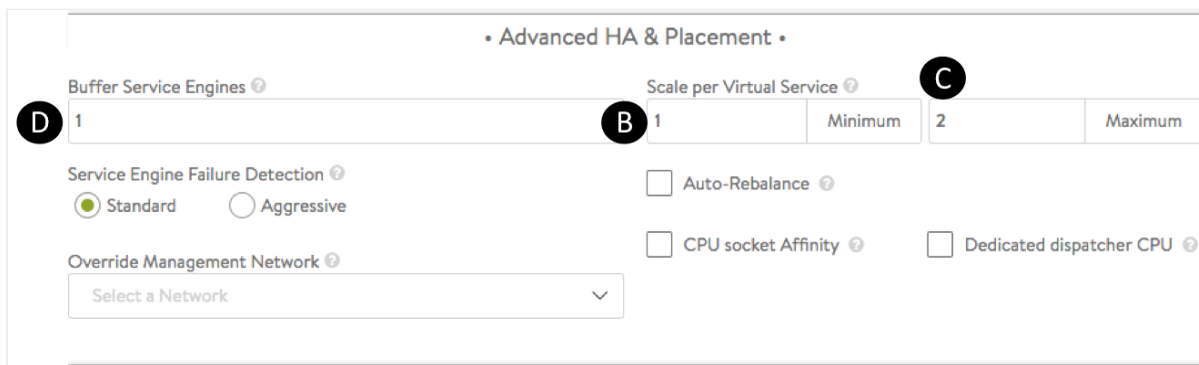 • Advanced HA & Placement •
Buffer Service Engines ?
Scale per Virtual Service ?
C
D
1
B
1
Minimum
2
Maximum
Service Engine Failure Detection ?
Standard
Aggressive
Auto-Rebalance ?
CPU socket Affinity ?
Dedicated dispatcher CPU ?
Override Management Network ?
Select a Network